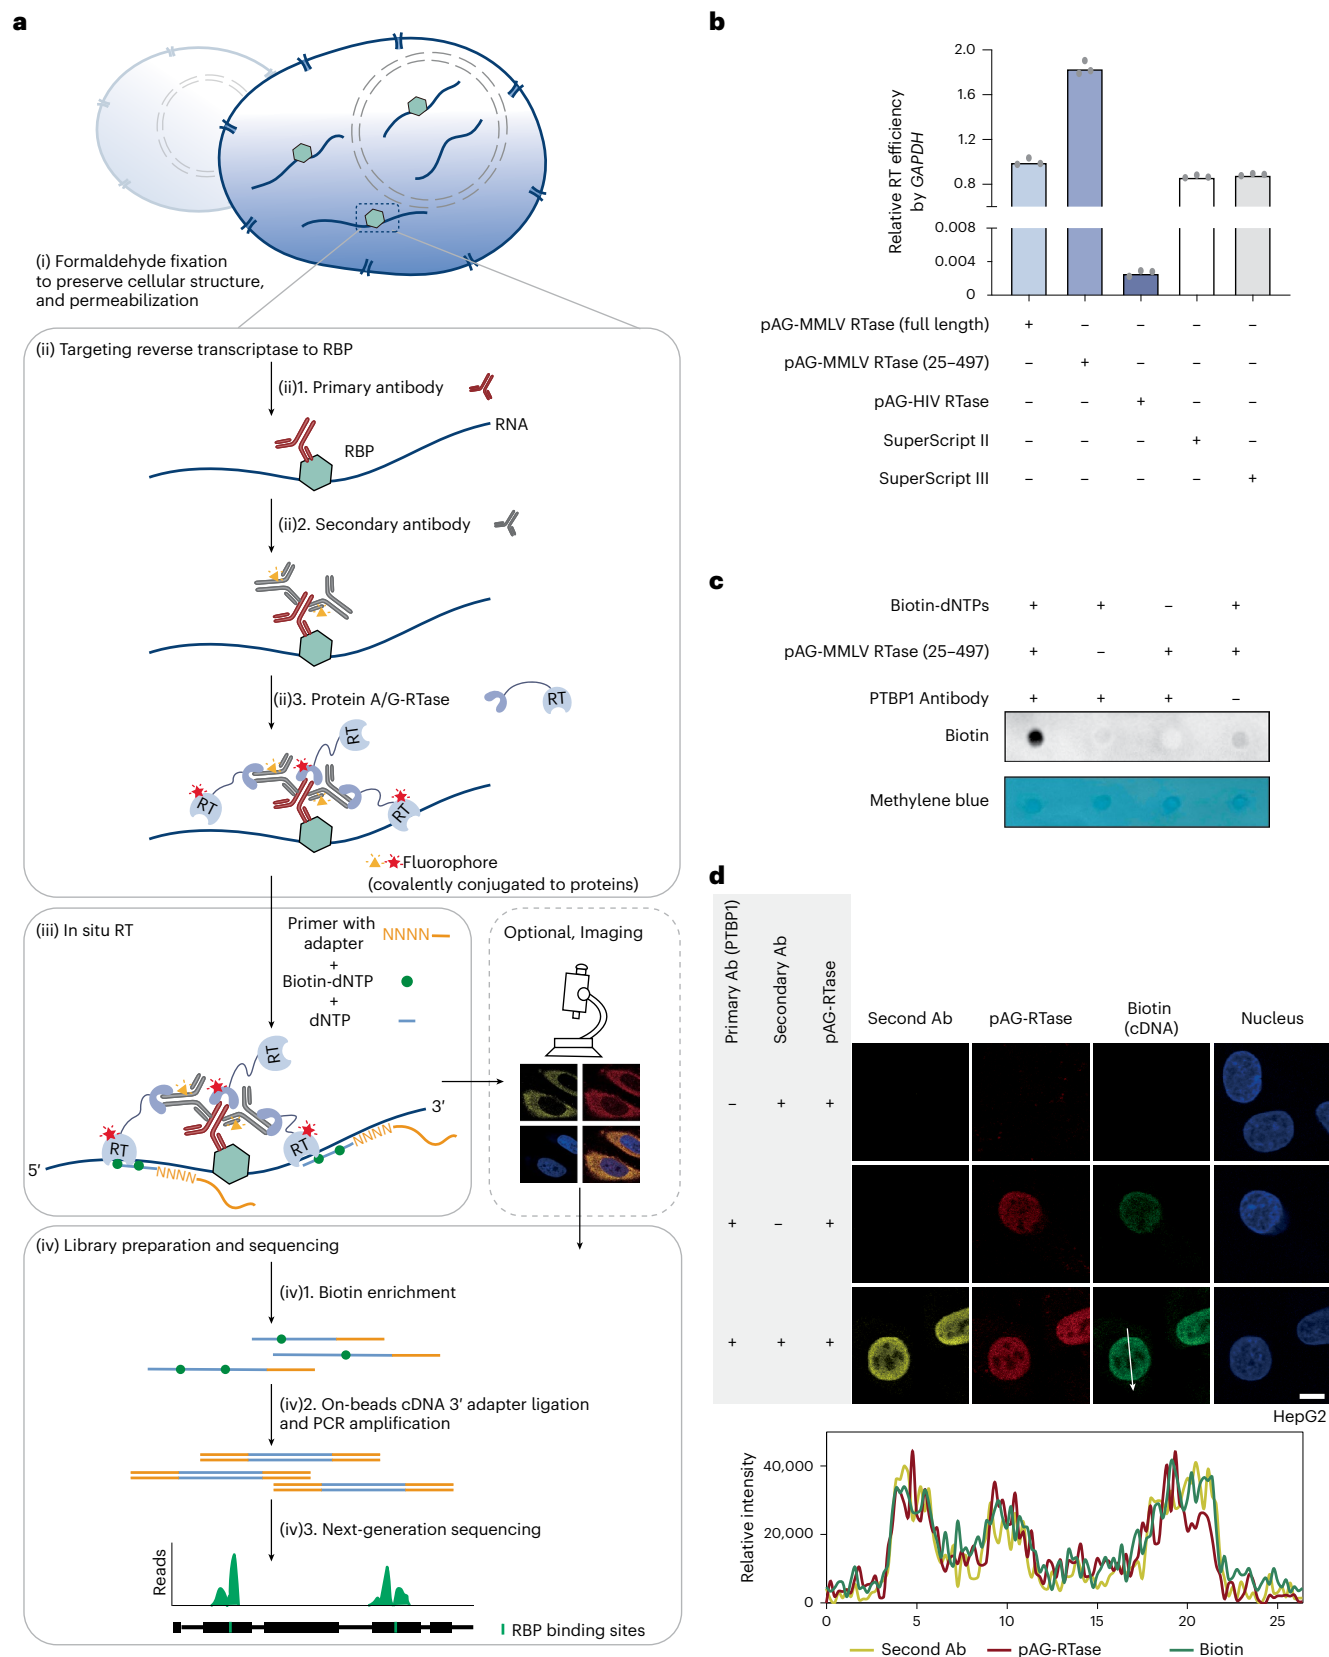 a
(i) Formaldehyde fixation
to preserve cellular structure,
and permeabilization
(ii) Targeting reverse transcriptase to RBP
(ii)1. Primary antibody
RNA
RBP
(ii)2. Secondary antibody
(ii)3. Protein A/G-RTase
RT
RT
RT
RT
Fluorophore
(covalently conjugated to proteins)
(iii) In situ RT
Primer with
adapter
NNNN
+
Biotin-dNTP
+
dNTP
RT
RT
RT
NNNN
NNNN
5′
3′
Optional, Imaging
(iv) Library preparation and sequencing
(iv)1. Biotin enrichment
(iv)2. On-beads cDNA 3′ adapter ligation
and PCR amplification
(iv)3. Next-generation sequencing
Reads
RBP binding sites
b
Relative RT efficiency
by GAPDH
2.0
1.6
1.2
0.8
0.008
0.004
0
pAG-MMLV RTase (full length) + – – – –
pAG-MMLV RTase (25–497) – + – – –
pAG-HIV RTase – – + – –
SuperScript II – – – + –
SuperScript III – – – – +
c
Biotin-dNTPs + + – +
pAG-MMLV RTase (25–497) + – + +
PTBP1 Antibody + + + –
Biotin
Methylene blue
d
Primary Ab (PTBP1)
Secondary Ab
pAG-RTase
Second Ab
pAG-RTase
Biotin
(cDNA)
Nucleus
– + +
+ – +
+ + +
HepG2
Relative intensity
40,000
20,000
0
0 5 10 15 20 25
Second Ab
pAG-RTase
Biotin